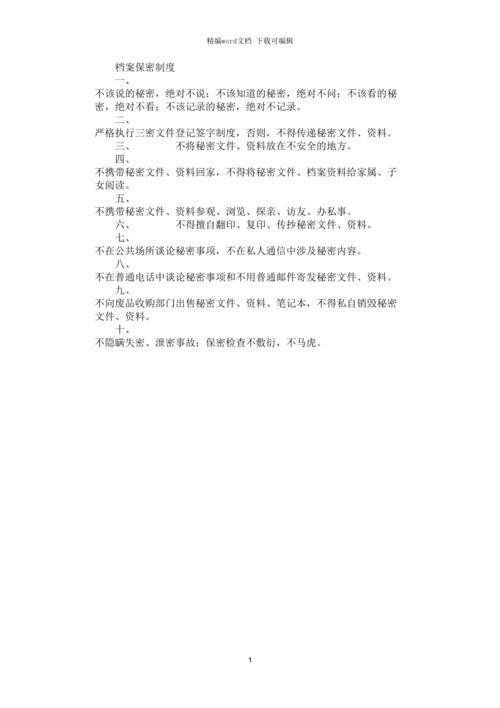 精编word文档 下载可编辑
档案保密制度
一、
不该说的秘密，绝对不说；不该知道的秘密，绝对不问；不该看的秘
密，绝对不看；不该记录的秘密，绝对不记录。
二、
严格执行三密文件登记签字制度，否则，不得传递秘密文件、资料。
三、 不将秘密文件、资料放在不安全的地方。
四、
不携带秘密文件、资料回家，不得将秘密文件、档案资料给家属、子
女阅读。
五、
不携带秘密文件、资料参观、浏览、探亲、访友、办私事。
六、 不得擅自翻印、复印、传抄秘密文件、资料。
七、
不在公共场所谈论秘密事项，不在私人通信中涉及秘密内容。
八、
不在普通电话中谈论秘密事项和不用普通邮件寄发秘密文件、资料。
九、
不向废品收购部门出售秘密文件、资料、笔记本，不得私自销毁秘密
文件、资料。
十、
不隐瞒失密、泄密事故；保密检查不敷衍，不马虎。
1